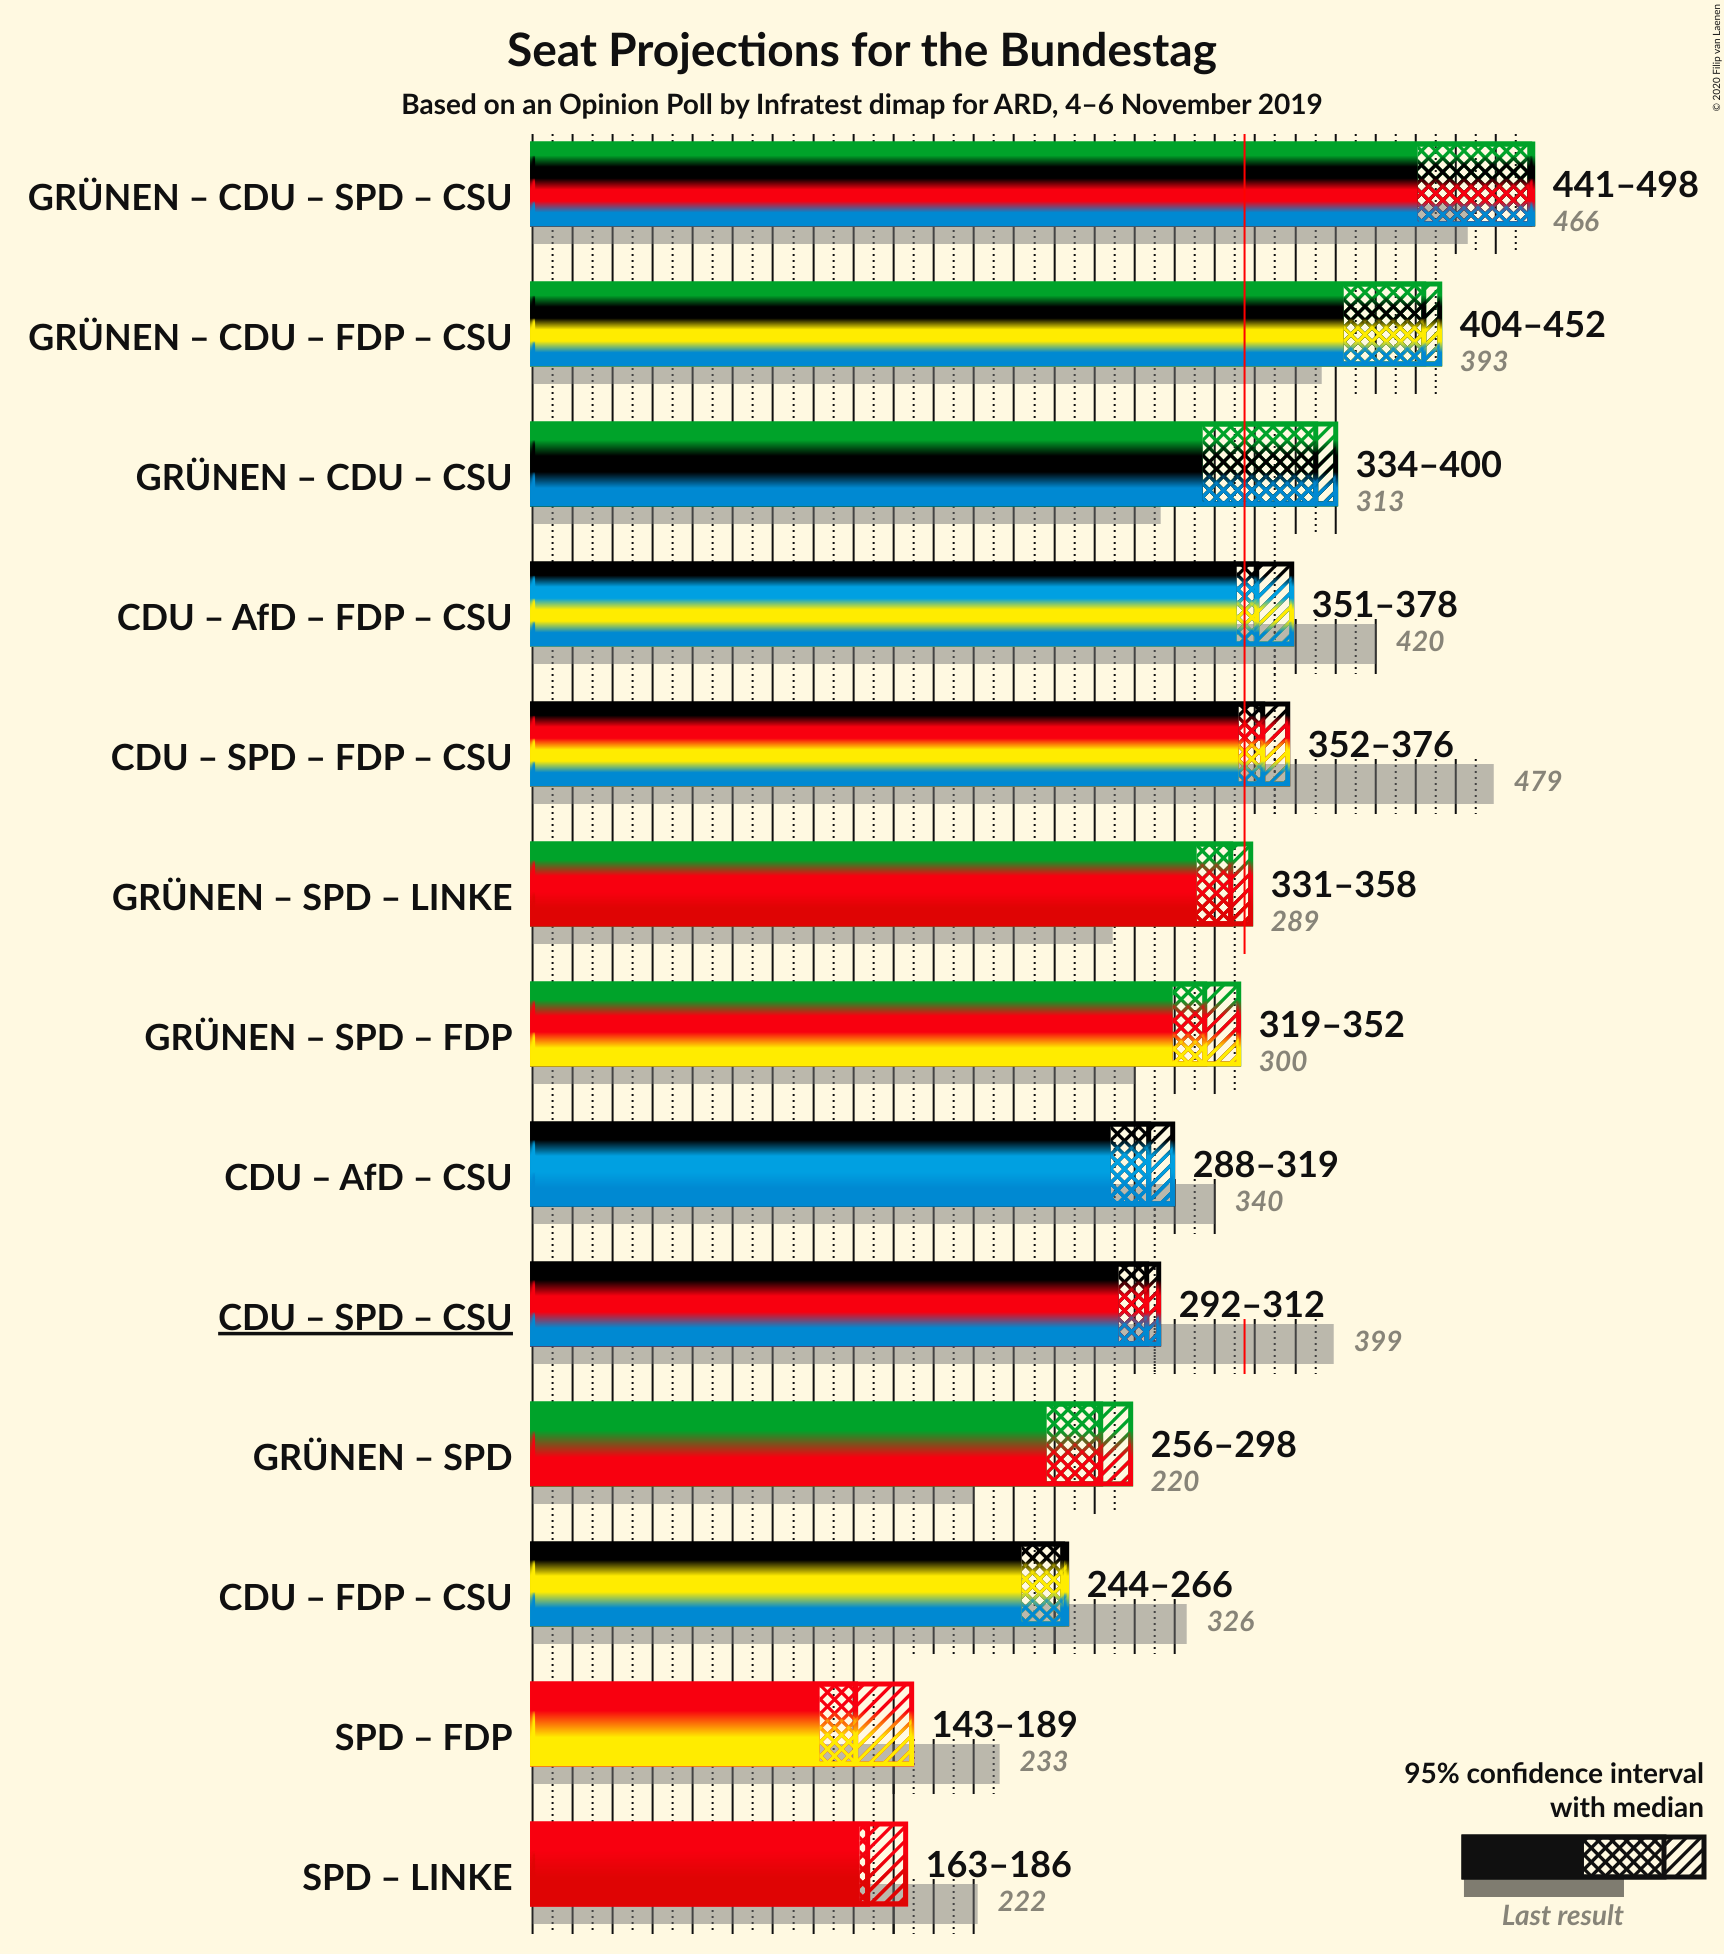 Seat Projections for the Bundestag
Based on an Opinion Poll by Infratest dimap for ARD, 4–6 November 2019
© 2020 Filip van Laenen
GRÜNEN – CDU – SPD – CSU
441–498
466
GRÜNEN – CDU – FDP – CSU
404–452
393
GRÜNEN – CDU – CSU
334–400
313
CDU – AfD – FDP – CSU
351–378
420
CDU – SPD – FDP – CSU
352–376
479
GRÜNEN – SPD – LINKE
331–358
289
GRÜNEN – SPD – FDP
319–352
300
CDU – AfD – CSU
288–319
340
CDU – SPD – CSU
292–312
399
GRÜNEN – SPD
256–298
220
CDU – FDP – CSU
244–266
326
SPD – FDP
143–189
233
SPD – LINKE
163–186
222
95% confidence interval
with median
Last result